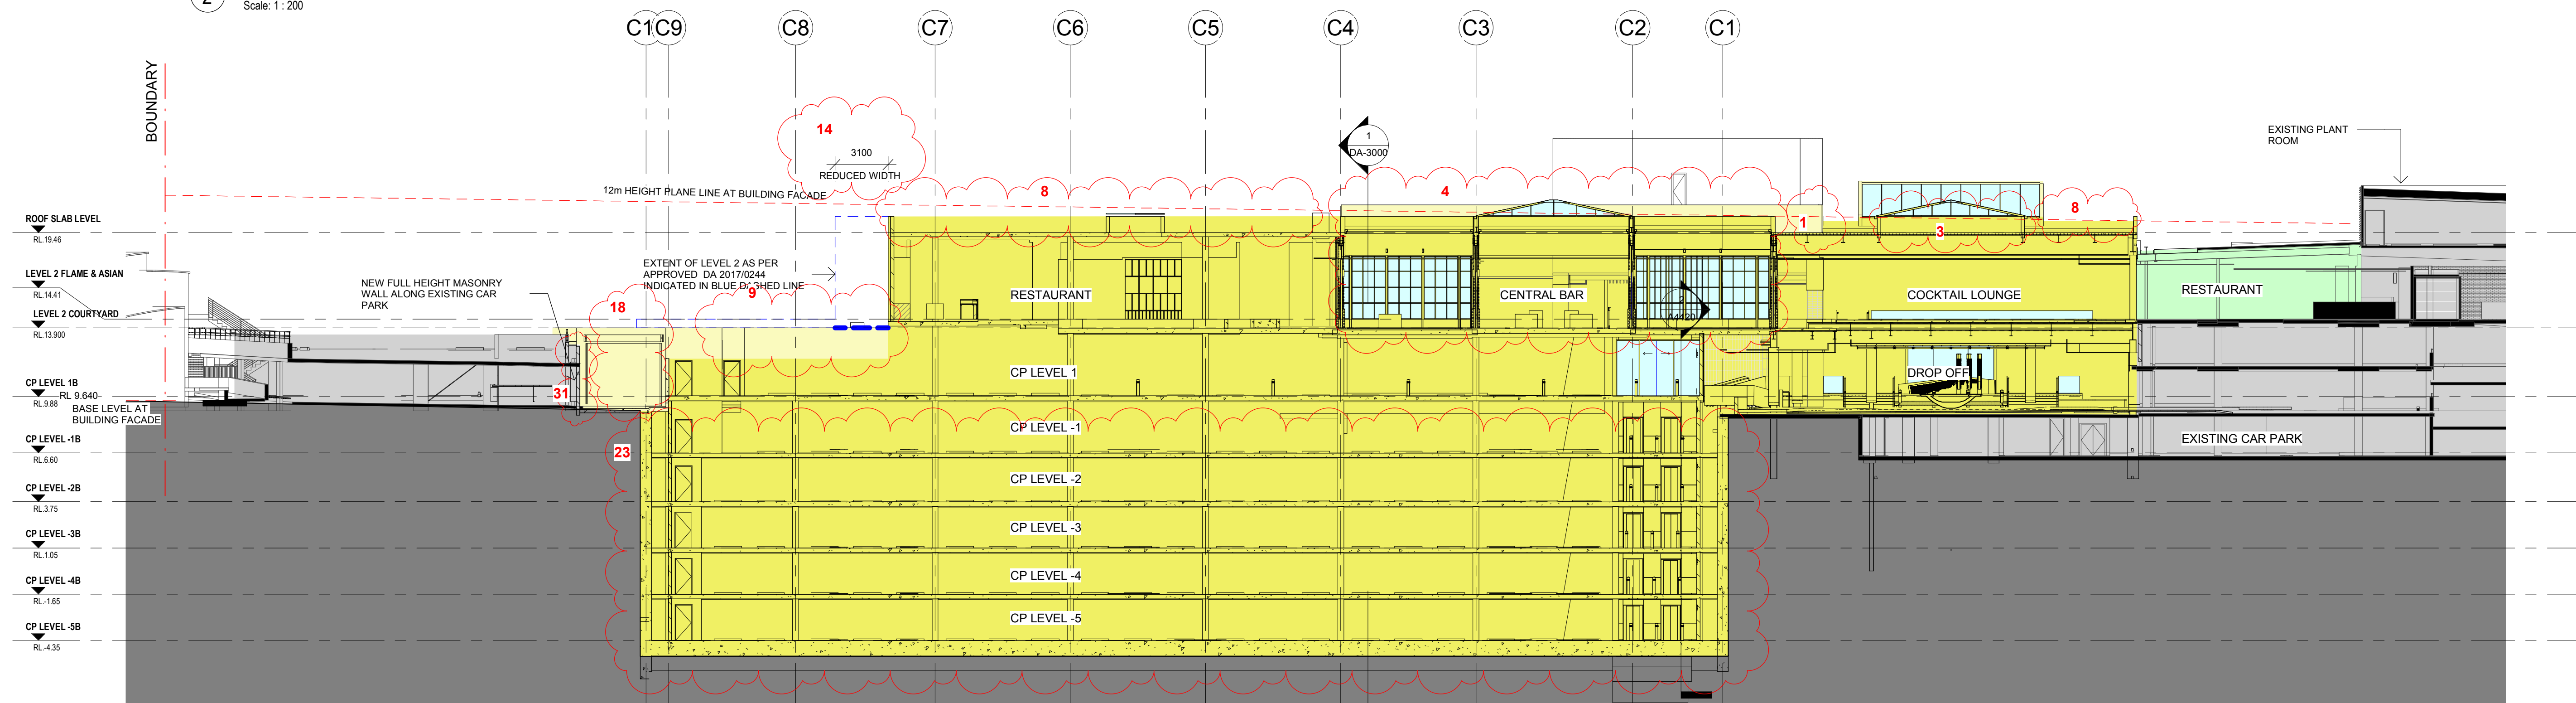 2
Scale: 1 : 200
C1 C9 C8 C7 C6 C5 C4 C3 C2 C1
BOUNDARY
14
3100
REDUCED WIDTH
1
DA-3000
EXISTING PLANT
ROOM
12m HEIGHT PLANE LINE AT BUILDING FACADE
8
4
1
3
8
ROOF SLAB LEVEL
RL.19.46
LEVEL 2 FLAME & ASIAN
RL.14.41
LEVEL 2 COURTYARD
RL.13.900
NEW FULL HEIGHT MASONRY
WALL ALONG EXISTING CAR
PARK
EXTENT OF LEVEL 2 AS PER
APPROVED DA 2017/0244
INDICATED IN BLUE DASHED LINE
18
9
RESTAURANT
CENTRAL BAR
2
A4420
COCKTAIL LOUNGE
RESTAURANT
CP LEVEL 1B
RL.9.88
RL 9.640
BASE LEVEL AT
BUILDING FACADE
31
CP LEVEL 1
DROP OFF
CP LEVEL -1B
RL.6.60
23
CP LEVEL -1
EXISTING CAR PARK
CP LEVEL -2B
RL.3.75
CP LEVEL -2
CP LEVEL -3B
RL.1.05
CP LEVEL -3
CP LEVEL -4B
RL.-1.65
CP LEVEL -4
CP LEVEL -5B
RL.-4.35
CP LEVEL -5